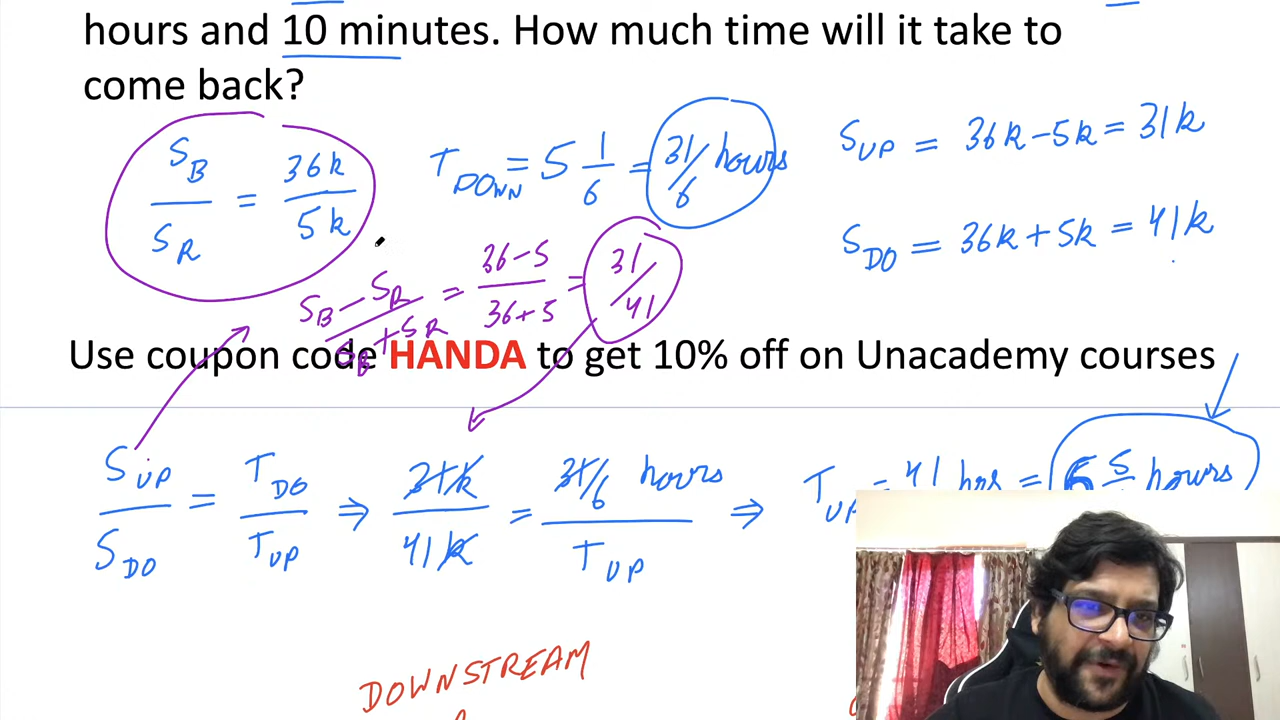 hours and 10 minutes. How much time will it take to
come back?
S_B / S_R = 36k / 5k
T_DOWN = 5 1/6 = 31/6 hours
S_UP = 36k - 5k = 31k
S_DO = 36k + 5k = 41k
S_B - S_R / S_B + S_R = 36 - 5 / 36 + 5 = 31/41
Use coupon code HANDA to get 10% off on Unacademy courses
S_UP / S_DO = T_DO / T_UP ⇒ 31k / 41k = 31/6 hours / T_UP ⇒ T_UP = 41 hrs = 6 5/ hours
DOWNSTREAM